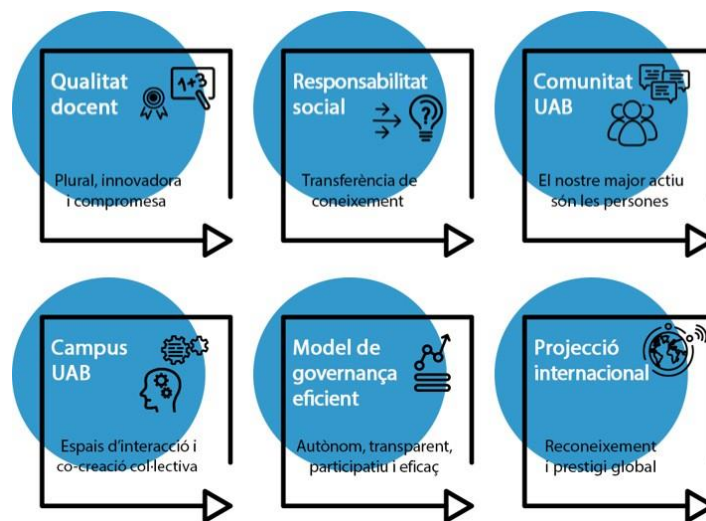 Qualitat
docent
1+3
Plural, innovadora
i compromesa
Responsabilitat
social
?
Transferència de
coneixement
Comunitat
UAB
El nostre major actiu
són les persones
Campus
UAB
Espais d'interacció i
co-creació col·lectiva
Model de
governança
eficient
Autònom, transparent,
participatiu i eficaç
Projecció
internacional
Reconeixement
i prestigi global